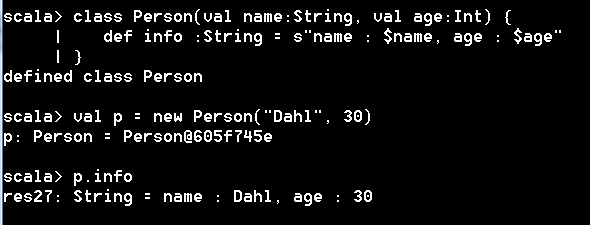 scala> class Person(val name:String, val age:Int) {
     |    def info :String = s"name : $name, age : $age"
     | }
defined class Person
scala> val p = new Person("Dahl", 30)
p: Person = Person@605f745e
scala> p.info
res27: String = name : Dahl, age : 30